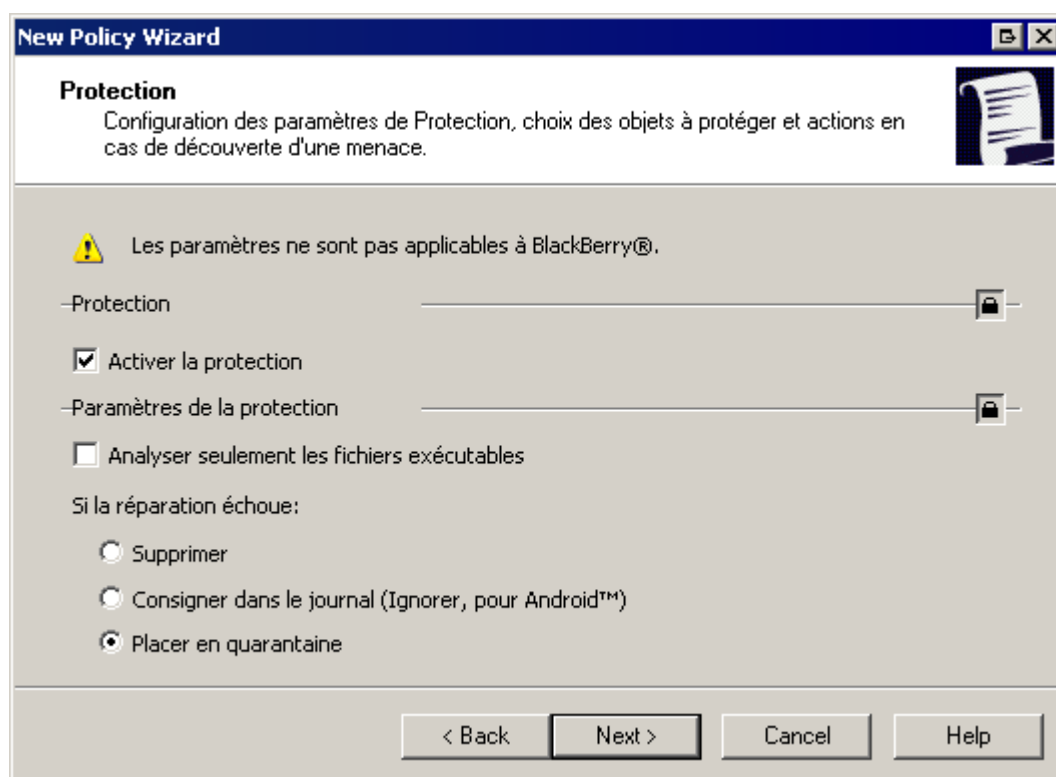 New Policy Wizard
Protection
Configuration des paramètres de Protection, choix des objets à protéger et actions en
cas de découverte d'une menace.
Les paramètres ne sont pas applicables à BlackBerry®.
Protection
Activer la protection
Paramètres de la protection
Analyser seulement les fichiers exécutables
Si la réparation échoue:
Supprimer
Consigner dans le journal (Ignorer, pour Android™)
Placer en quarantaine
< Back Next > Cancel Help